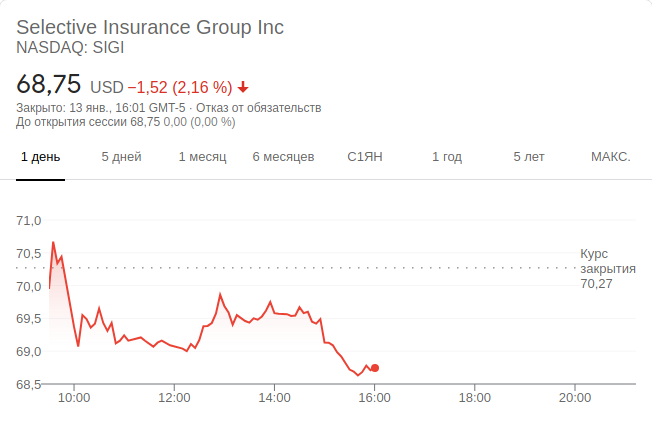 Selective Insurance Group Inc
NASDAQ: SIGI
68,75 USD −1,52 (2,16 %)
Закрыто: 13 янв., 16:01 GMT-5 · Отказ от обязательств
До открытия сессии 68,75 0,00 (0,00 %)
1 день 5 дней 1 месяц 6 месяцев С1ЯН 1 год 5 лет МАКС.
71,0
70,5
70,0
69,5
69,0
68,5
Курс
закрытия
70,27
10:00 12:00 14:00 16:00 18:00 20:00